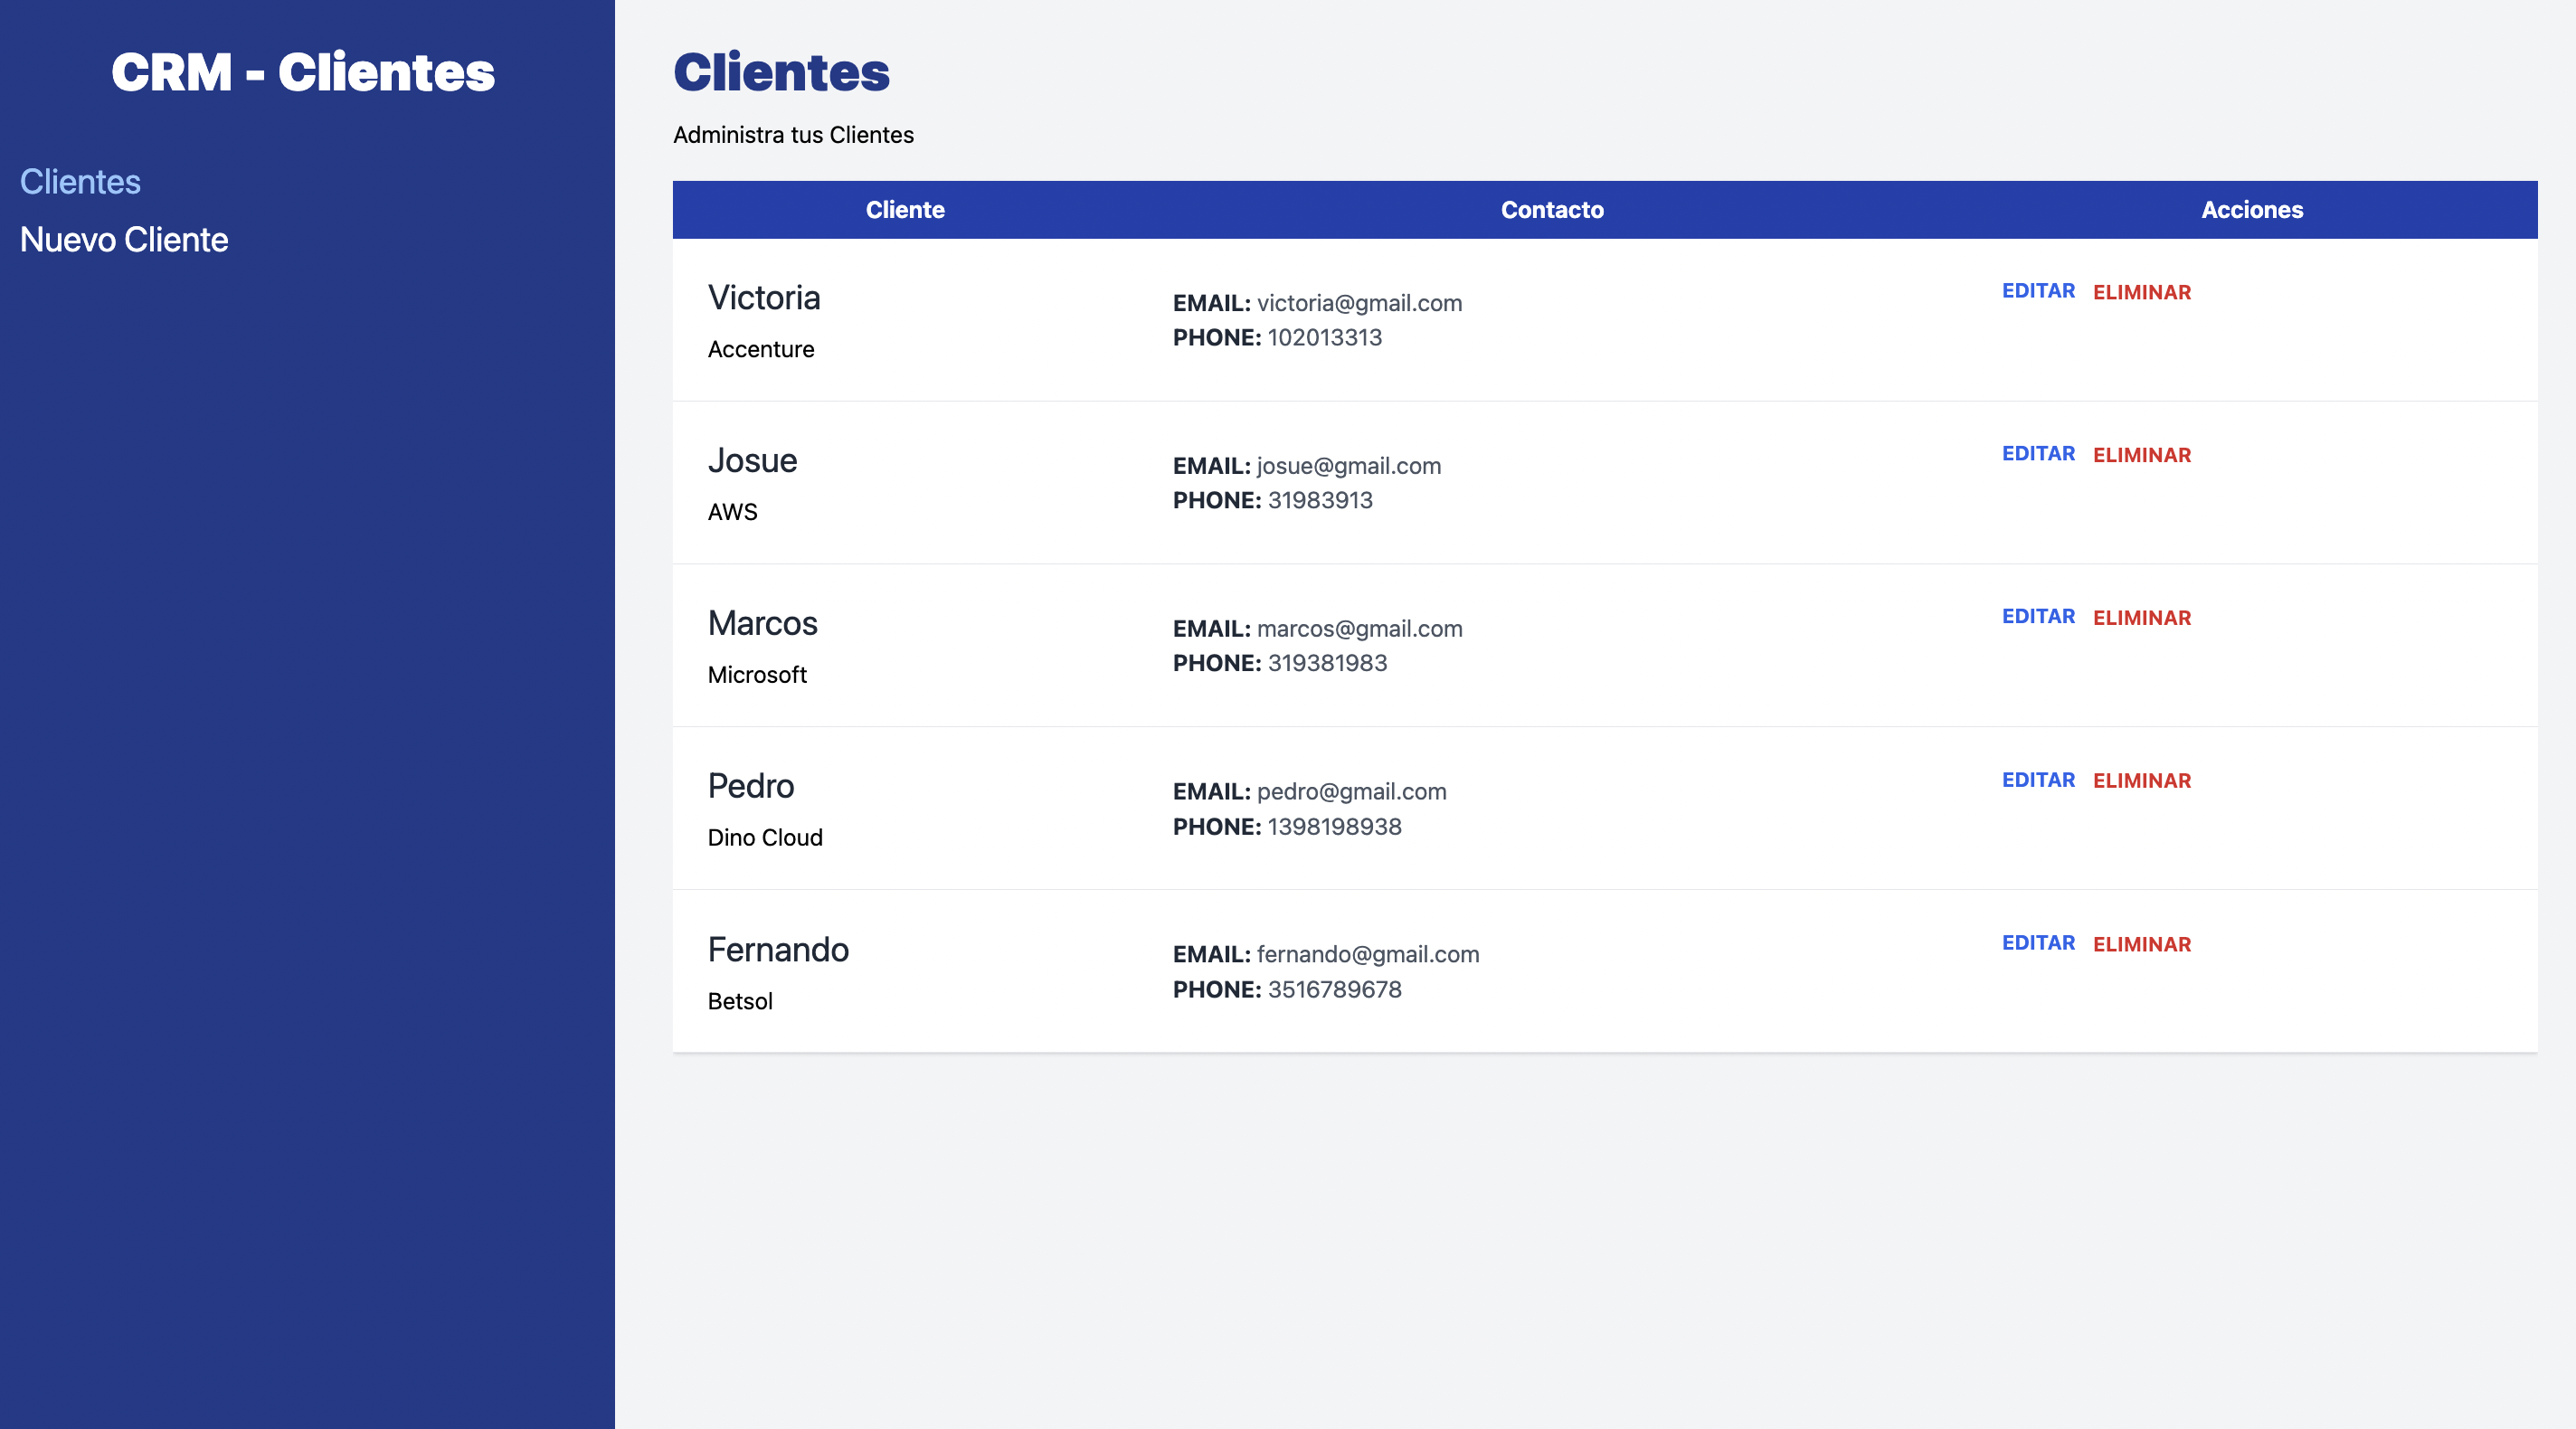 CRM - Clientes
Clientes
Nuevo Cliente
Clientes
Administra tus Clientes
Cliente Contacto Acciones
Victoria
Accenture
EMAIL: victoria@gmail.com
PHONE: 102013313
EDITAR ELIMINAR
Josue
AWS
EMAIL: josue@gmail.com
PHONE: 31983913
EDITAR ELIMINAR
Marcos
Microsoft
EMAIL: marcos@gmail.com
PHONE: 319381983
EDITAR ELIMINAR
Pedro
Dino Cloud
EMAIL: pedro@gmail.com
PHONE: 1398198938
EDITAR ELIMINAR
Fernando
Betsol
EMAIL: fernando@gmail.com
PHONE: 3516789678
EDITAR ELIMINAR